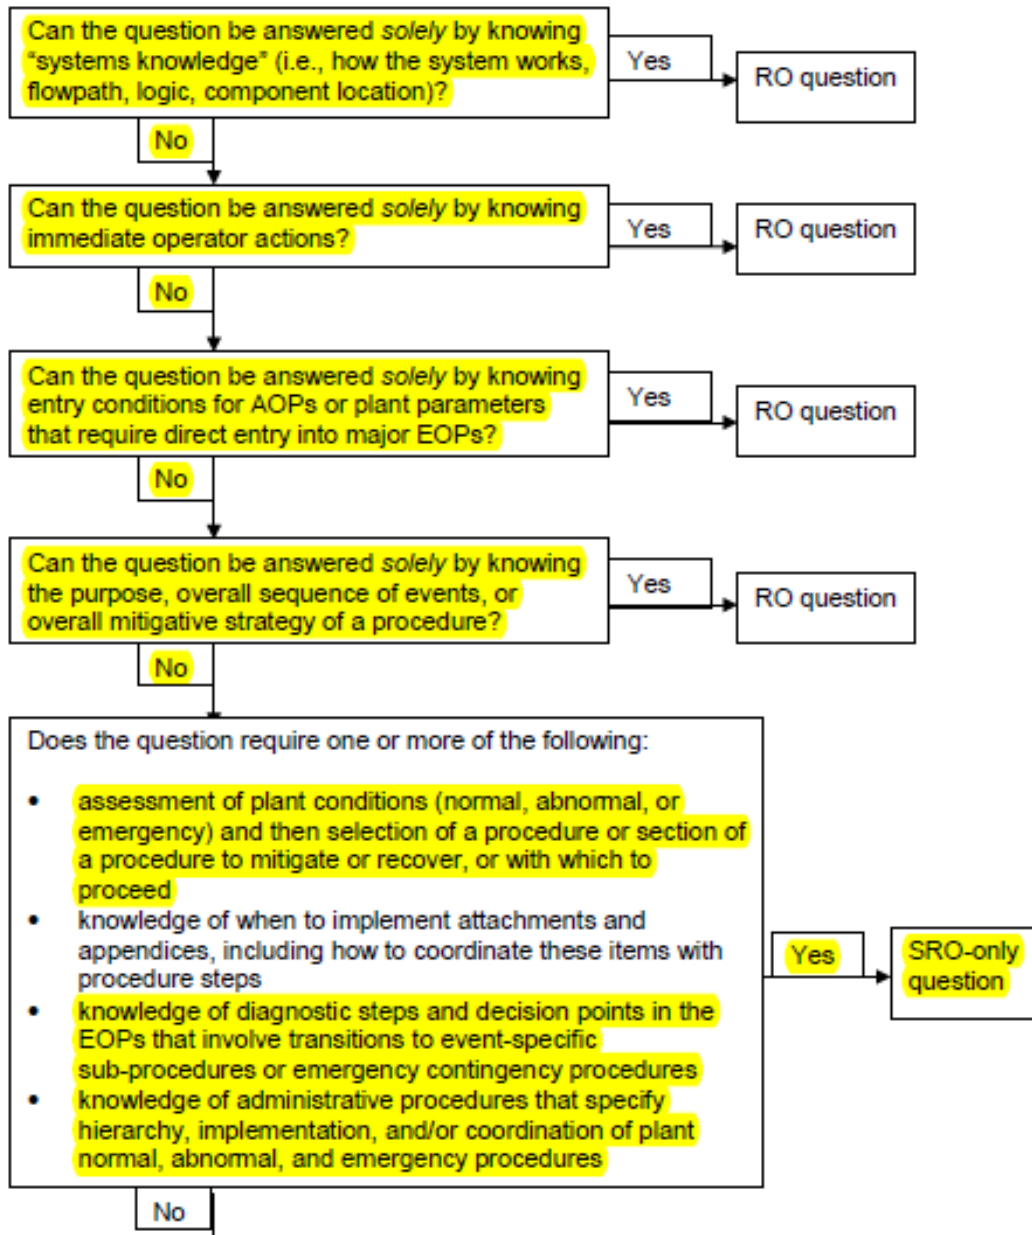 Can the question be answered solely by knowing
“systems knowledge” (i.e., how the system works,
flowpath, logic, component location)?
Yes
RO question
No
Can the question be answered solely by knowing
immediate operator actions?
Yes
RO question
No
Can the question be answered solely by knowing
entry conditions for AOPs or plant parameters
that require direct entry into major EOPs?
Yes
RO question
No
Can the question be answered solely by knowing
the purpose, overall sequence of events, or
overall mitigative strategy of a procedure?
Yes
RO question
No
Does the question require one or more of the following:
• assessment of plant conditions (normal, abnormal, or
emergency) and then selection of a procedure or section of
a procedure to mitigate or recover, or with which to
proceed
• knowledge of when to implement attachments and
appendices, including how to coordinate these items with
procedure steps
• knowledge of diagnostic steps and decision points in the
EOPs that involve transitions to event-specific
sub-procedures or emergency contingency procedures
• knowledge of administrative procedures that specify
hierarchy, implementation, and/or coordination of plant
normal, abnormal, and emergency procedures
Yes
SRO-only
question
No